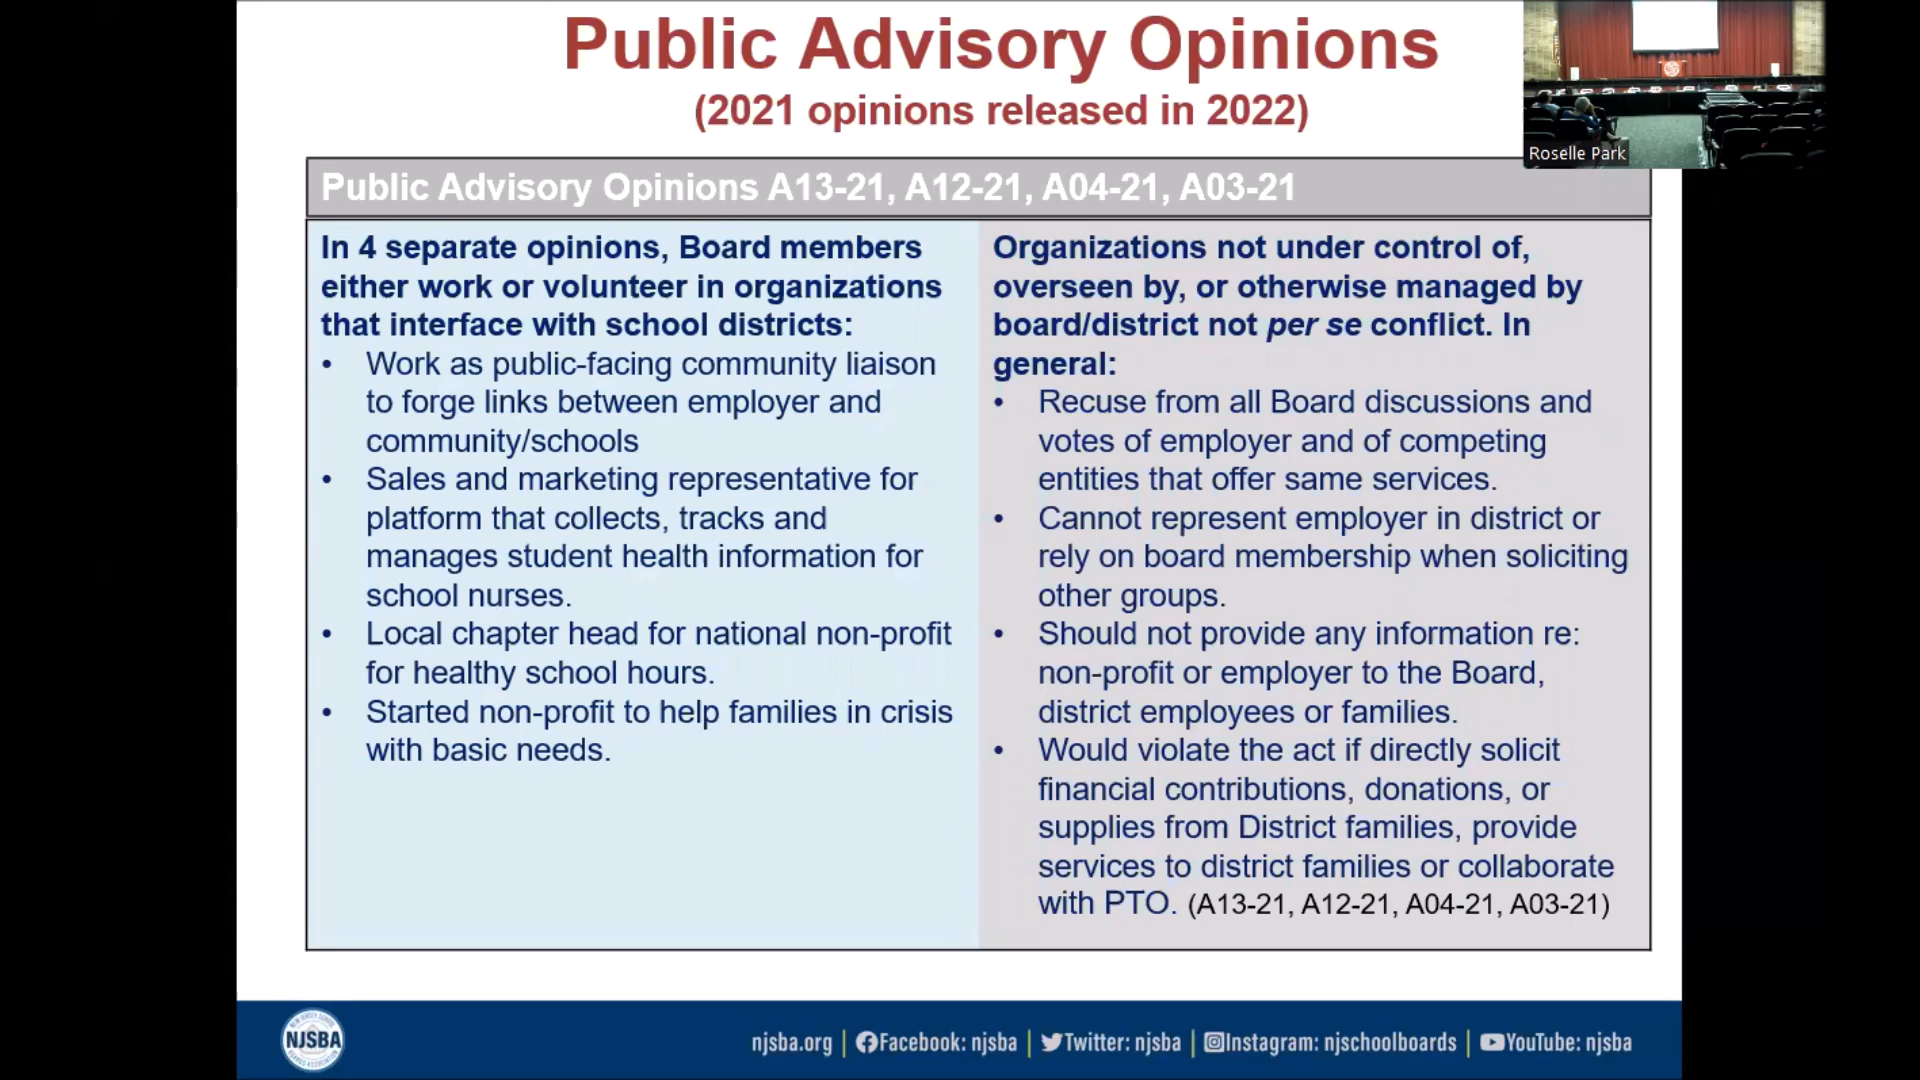 Public Advisory Opinions
(2021 opinions released in 2022)
Roselle Park
Public Advisory Opinions A13-21, A12-21, A04-21, A03-21
In 4 separate opinions, Board members
either work or volunteer in organizations
that interface with school districts:
• Work as public-facing community liaison
to forge links between employer and
community/schools
• Sales and marketing representative for
platform that collects, tracks and
manages student health information for
school nurses.
• Local chapter head for national non-profit
for healthy school hours.
• Started non-profit to help families in crisis
with basic needs.
Organizations not under control of,
overseen by, or otherwise managed by
board/district not per se conflict. In
general:
• Recuse from all Board discussions and
votes of employer and of competing
entities that offer same services.
• Cannot represent employer in district or
rely on board membership when soliciting
other groups.
• Should not provide any information re:
non-profit or employer to the Board,
district employees or families.
• Would violate the act if directly solicit
financial contributions, donations, or
supplies from District families, provide
services to district families or collaborate
with PTO. (A13-21, A12-21, A04-21, A03-21)
NJSBA
njsba.org | Facebook: njsba | Twitter: njsba | Instagram: njschoolboards | YouTube: njsba